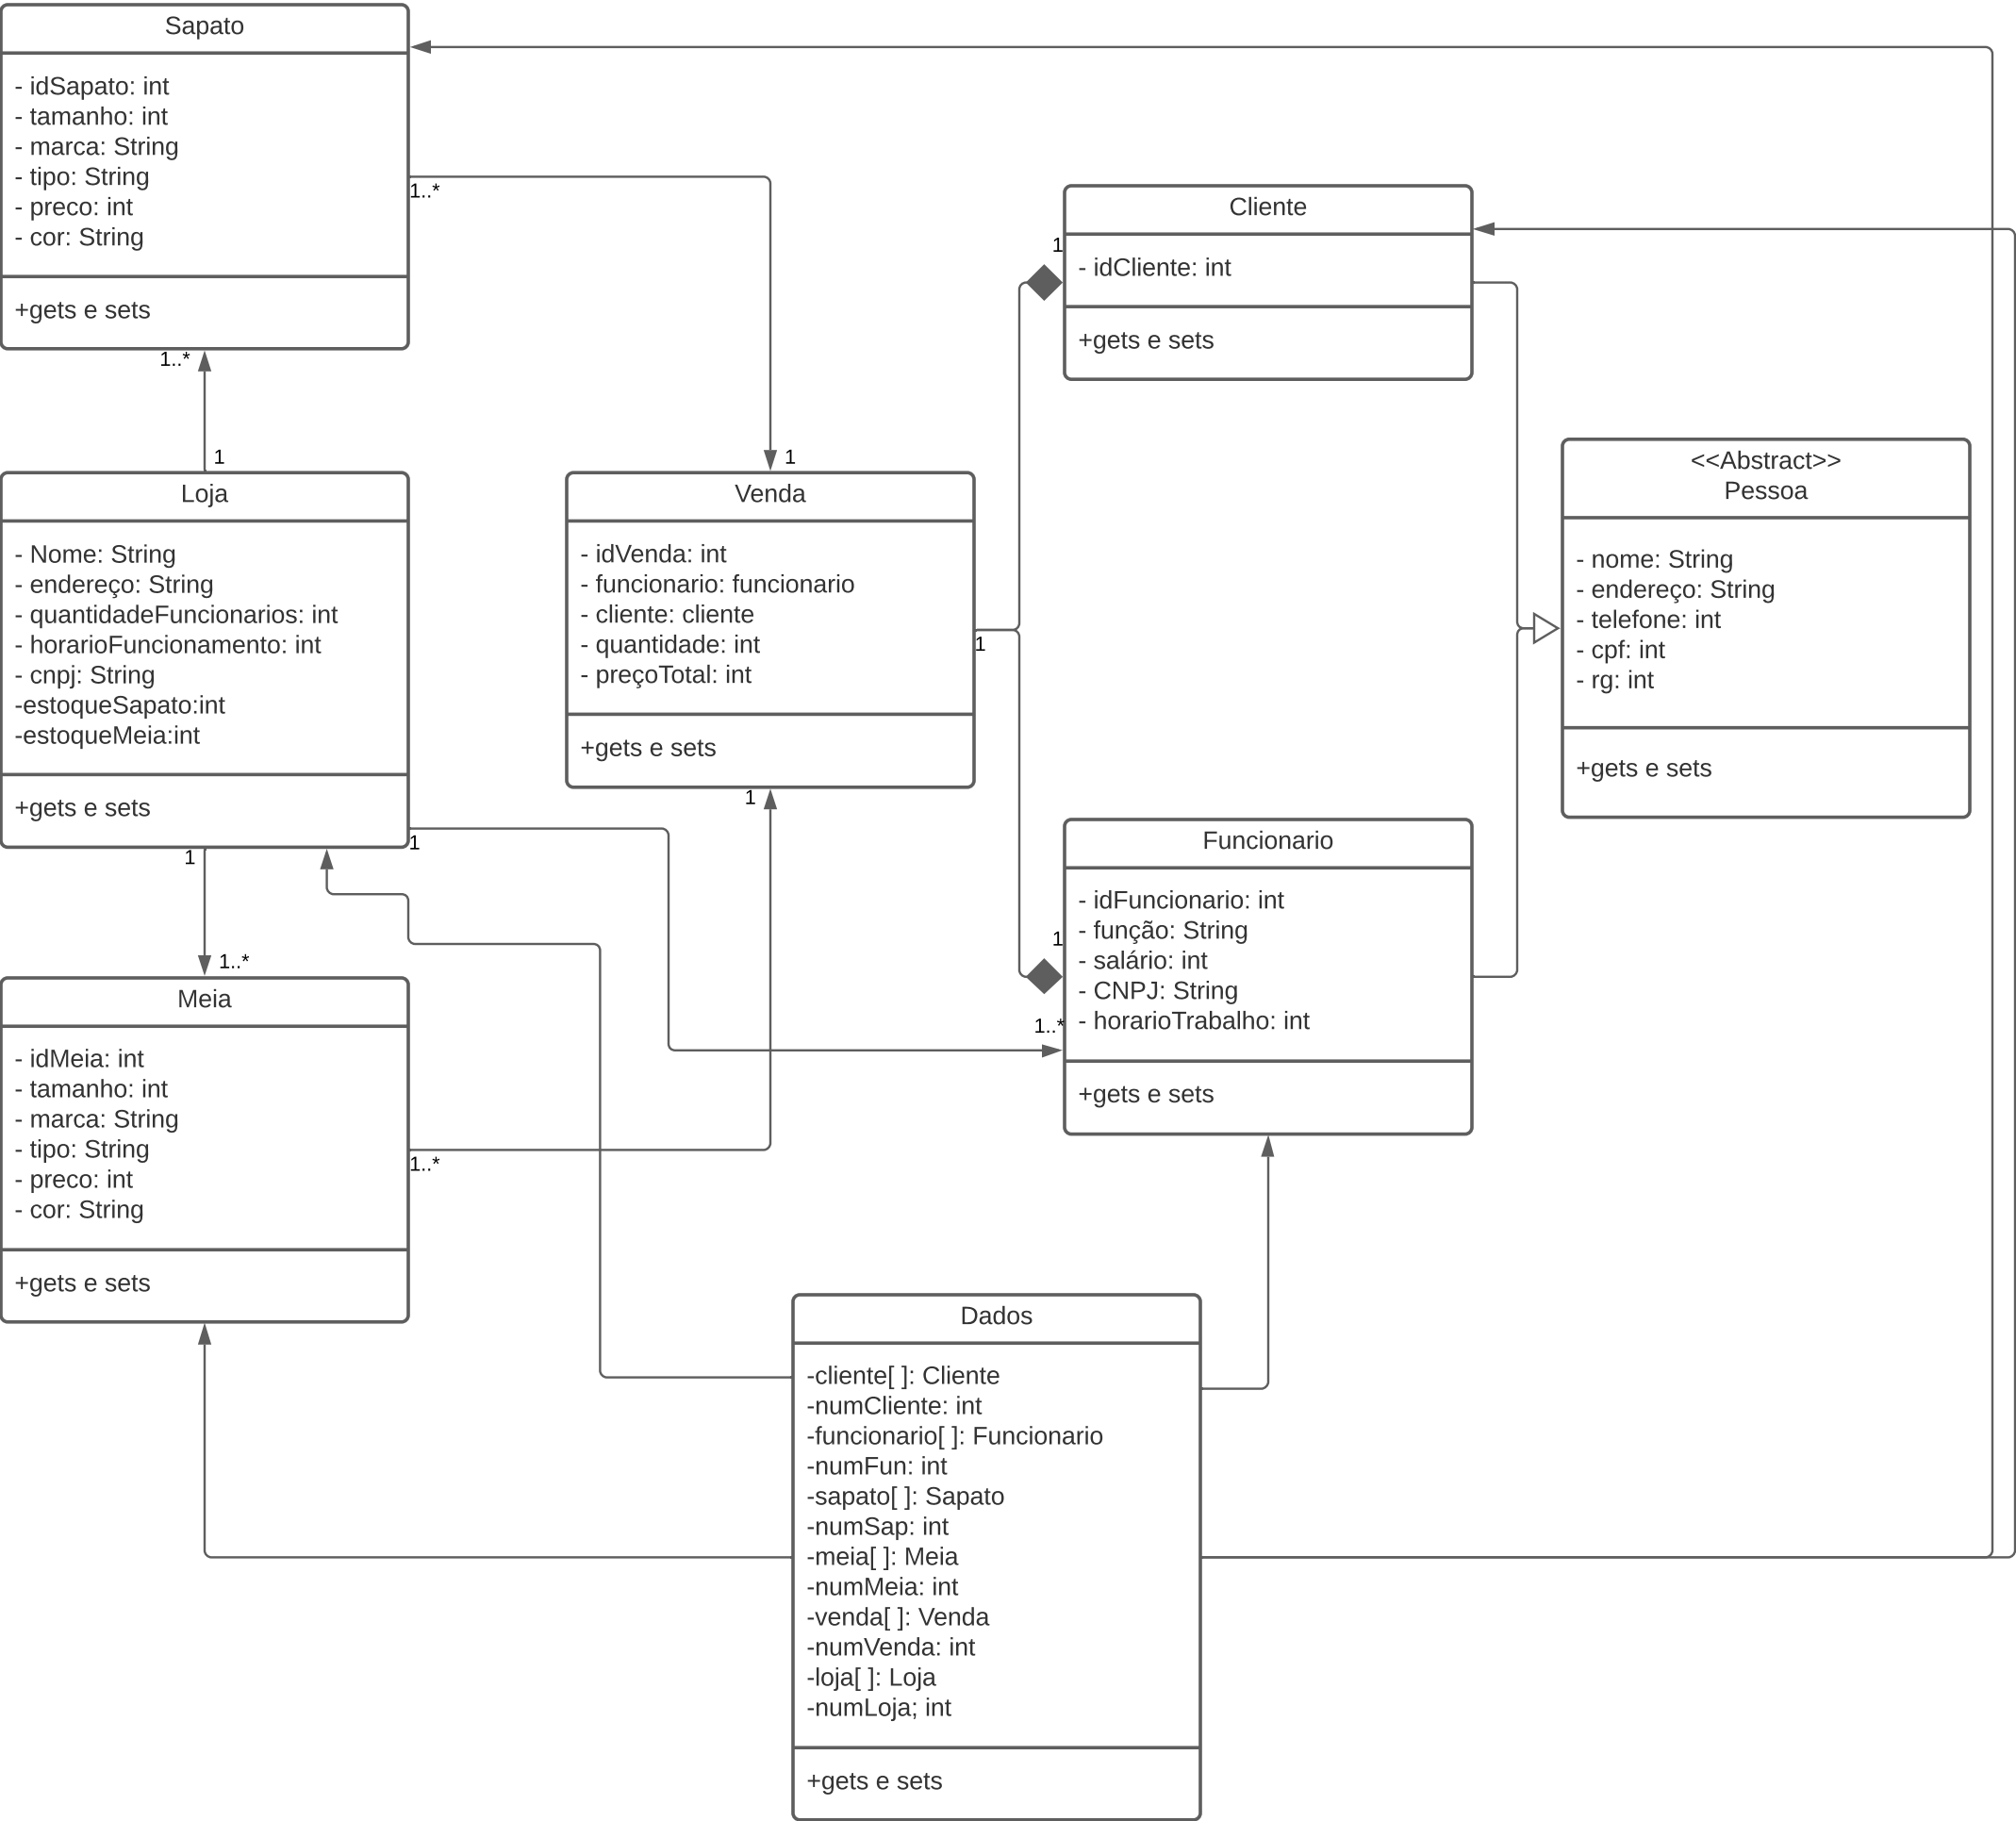 Sapato
- idSapato: int
- tamanho: int
- marca: String
- tipo: String
- preco: int
- cor: String
+gets e sets
1..*
1..*
1
Loja
- Nome: String
- endereço: String
- quantidadeFuncionarios: int
- horarioFuncionamento: int
- cnpj: String
-estoqueSapato:int
-estoqueMeia:int
+gets e sets
1
1
1..*
Meia
- idMeia: int
- tamanho: int
- marca: String
- tipo: String
- preco: int
- cor: String
+gets e sets
1..*
1
Venda
- idVenda: int
- funcionario: funcionario
- cliente: cliente
- quantidade: int
- preçoTotal: int
+gets e sets
1
1
1
Cliente
- idCliente: int
+gets e sets
<<Abstract>>
Pessoa
- nome: String
- endereço: String
- telefone: int
- cpf: int
- rg: int
+gets e sets
Funcionario
- idFuncionario: int
- função: String
- salário: int
- CNPJ: String
- horarioTrabalho: int
+gets e sets
1
1..*
Dados
-cliente[ ]: Cliente
-numCliente: int
-funcionario[ ]: Funcionario
-numFun: int
-sapato[ ]: Sapato
-numSap: int
-meia[ ]: Meia
-numMeia: int
-venda[ ]: Venda
-numVenda: int
-loja[ ]: Loja
-numLoja; int
+gets e sets